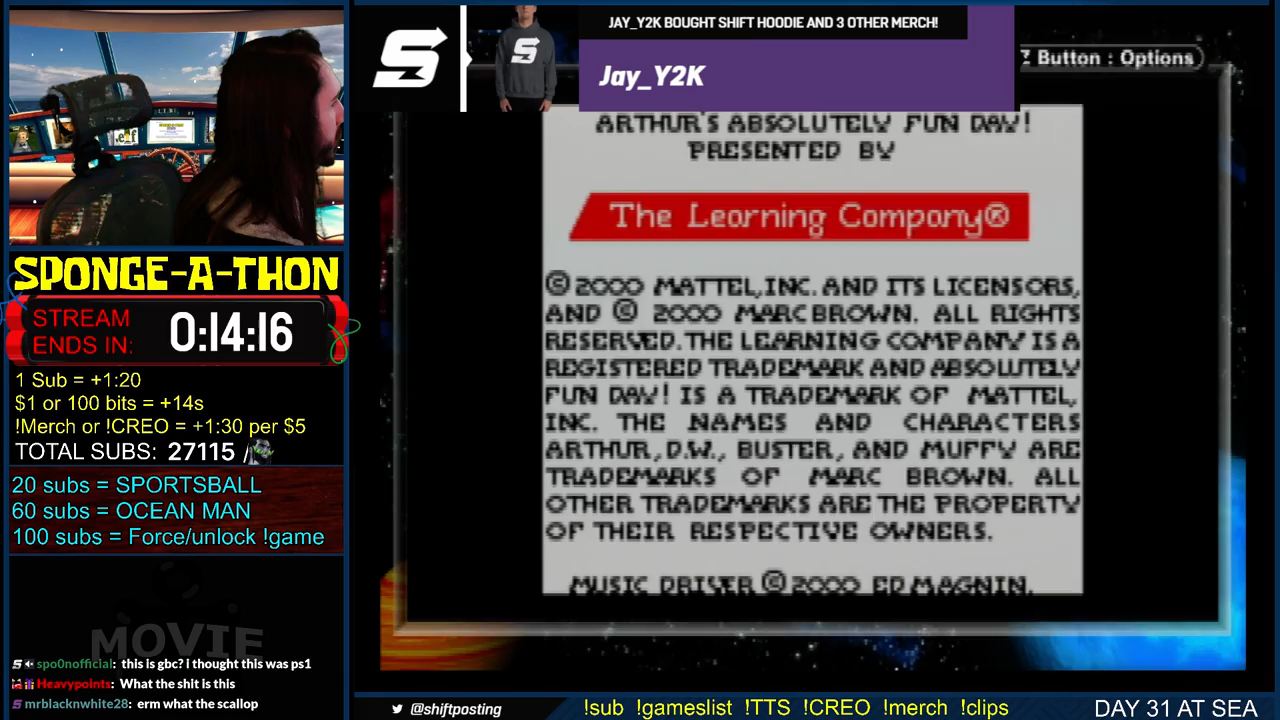 JAY_Y2K BOUGHT SHIFT HOODIE AND 3 OTHER MERCH!
Jay_Y2K
Z Button : Options
ARTHUR'S ABSOLUTELY FUN DAY!
PRESENTED BY
The Learning Company®
©2000 MATTEL, INC. AND ITS LICENSORS,
AND © 2000 MARC BROWN. ALL RIGHTS
RESERVED. THE LEARNING COMPANY IS A
REGISTERED TRADEMARK AND ABSOLUTELY
FUN DAY! IS A TRADEMARK OF MATTEL,
INC. THE NAMES AND CHARACTERS
ARTHUR, D.W., BUSTER, AND MUFFY ARE
TRADEMARKS OF MARC BROWN. ALL
OTHER TRADEMARKS ARE THE PROPERTY
OF THEIR RESPECTIVE OWNERS.
MUSIC DRIVER ©2000 ED MAGNIN.
SPONGE-A-THON
STREAM
ENDS IN:
0:14:16
1 Sub = +1:20
$1 or 100 bits = +14s
!Merch or !CREO = +1:30 per $5
TOTAL SUBS: 27115
20 subs = SPORTSBALL
60 subs = OCEAN MAN
100 subs = Force/unlock !game
MOVIE
spo0nofficial: this is gbc? i thought this was ps1
Heavypoints: What the shit is this
mrblacknwhite28: erm what the scallop
@shiftposting
!sub !gameslist !TTS !CREO !merch !clips
DAY 31 AT SEA